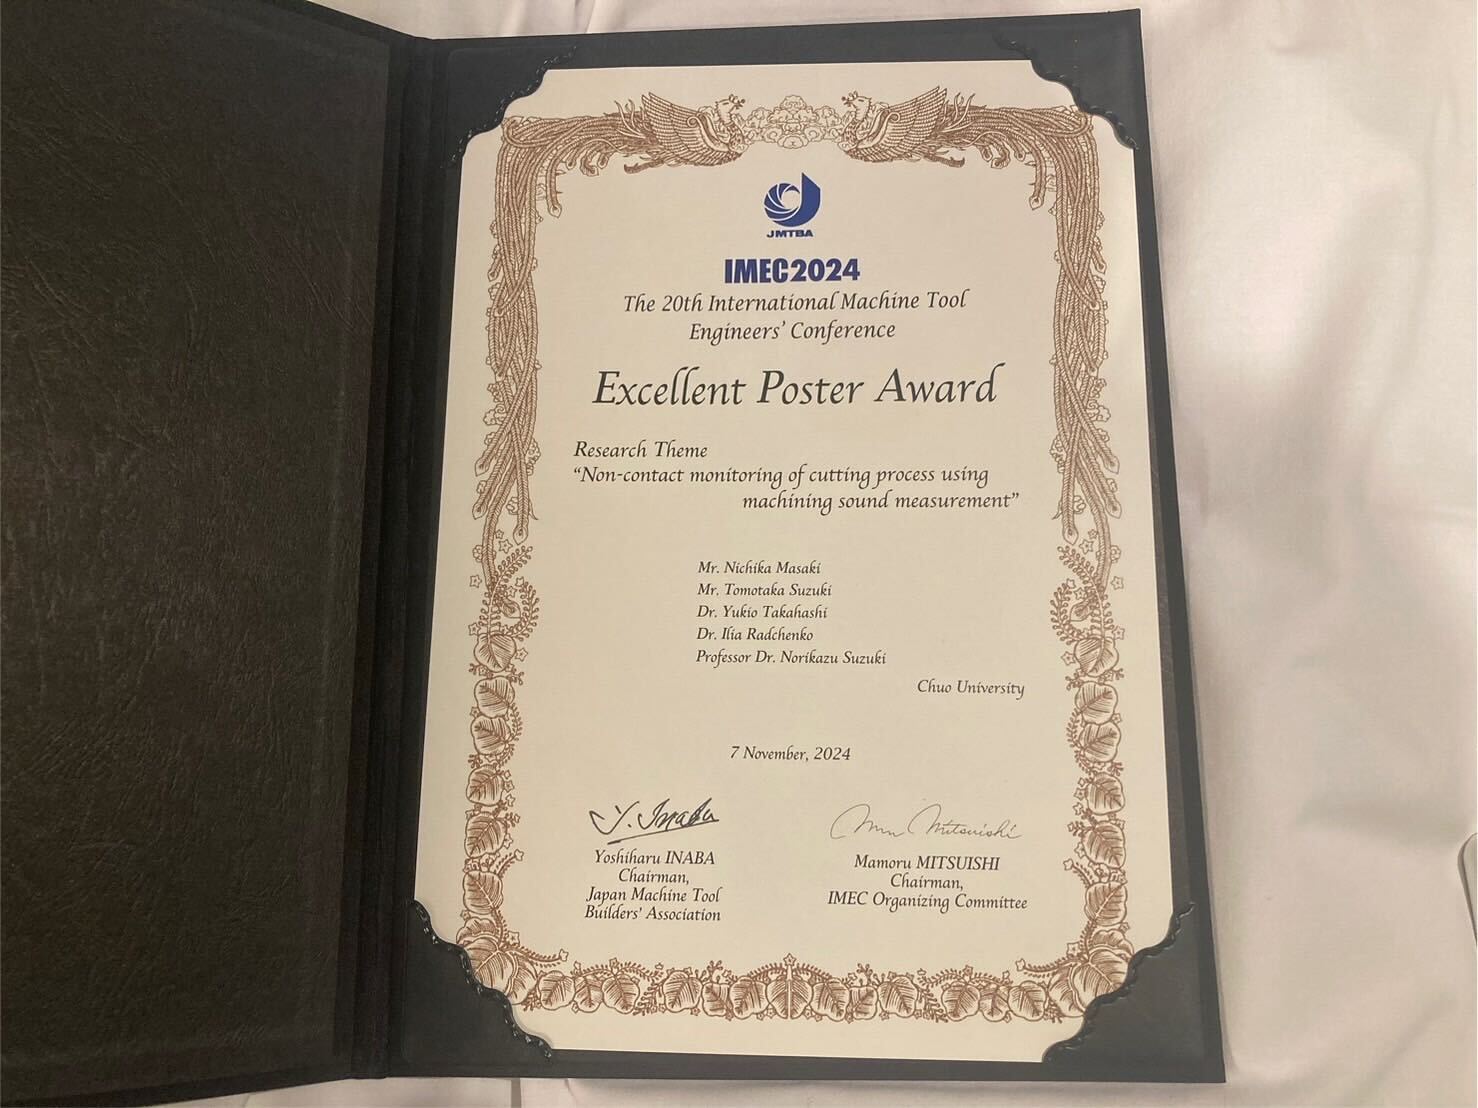 JMTBA
IMEC2024
The 20th International Machine Tool
Engineers' Conference
Excellent Poster Award
Research Theme
“Non-contact monitoring of cutting process using
machining sound measurement”
Mr. Nichika Masaki
Mr. Tomotaka Suzuki
Dr. Yukio Takahashi
Dr. Ilia Radchenko
Professor Dr. Norikazu Suzuki
Chuo University
7 November, 2024
Y. Inaba
Yoshiharu INABA
Chairman,
Japan Machine Tool
Builders' Association
Mitsuishi
Mamoru MITSUISHI
Chairman,
IMEC Organizing Committee